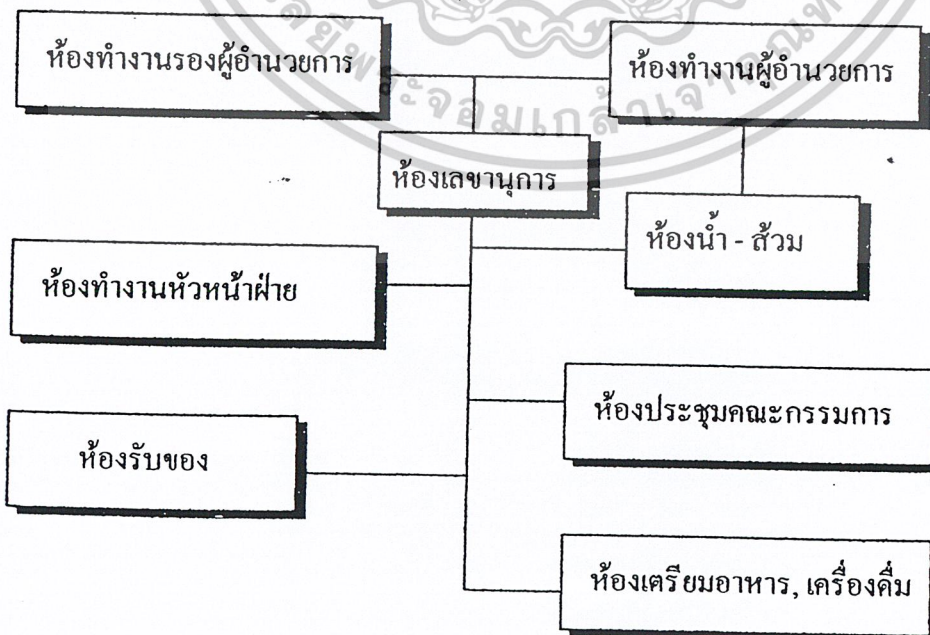 ห้องทำงานรองผู้อำนวยการ
ห้องทำงานผู้อำนวยการ
ห้องเลขานุการ
ห้องน้ำ - ส้วม
ห้องทำงานหัวหน้าฝ่าย
ห้องประชุมคณะกรรมการ
ห้องรับของ
ห้องเตรียมอาหาร, เครื่องดื่ม